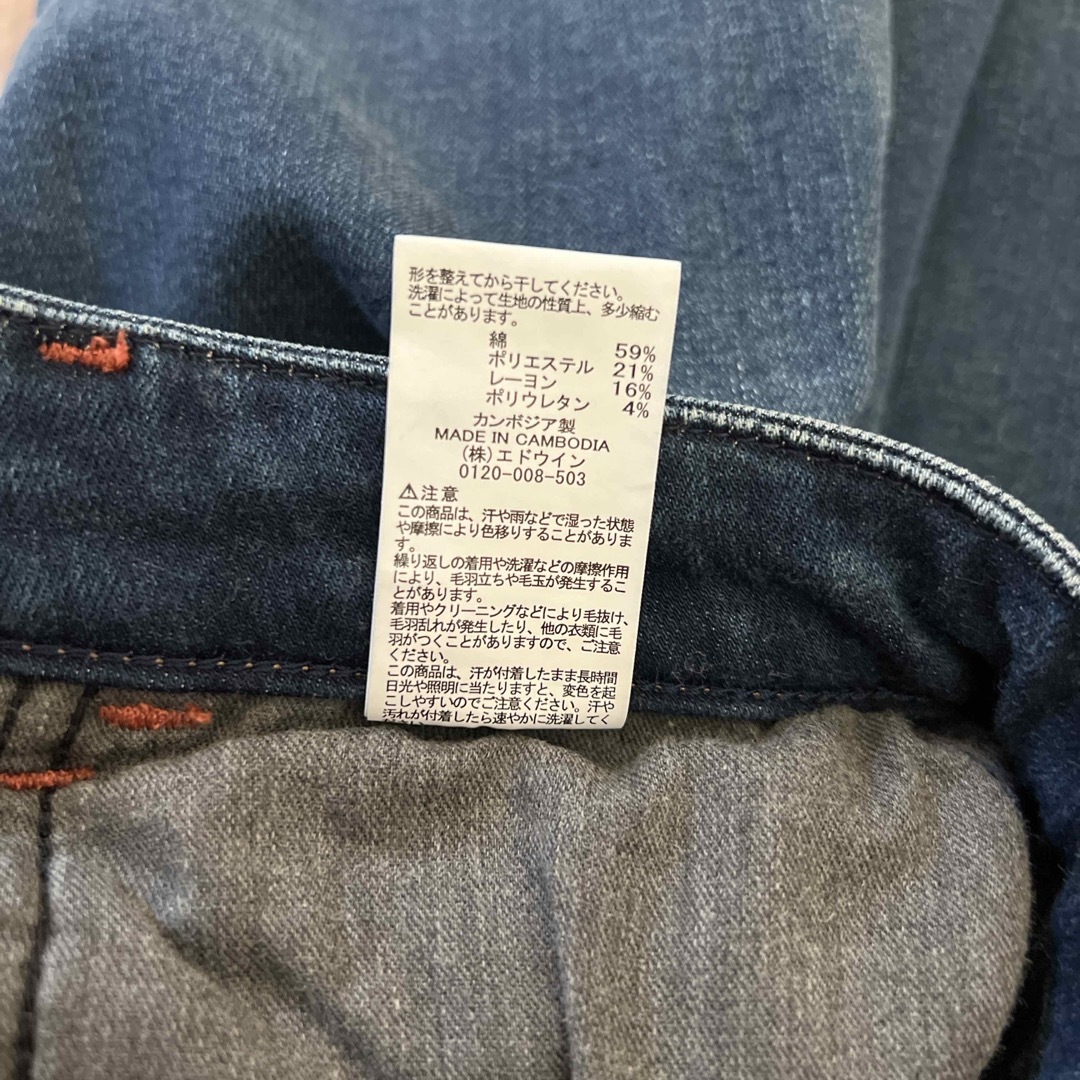 形を整えてから干してください。
洗濯によって生地の性質上、多少縮む
ことがあります。
綿 59%
ポリエステル 21%
レーヨン 16%
ポリウレタン 4%
カンボジア製
MADE IN CAMBODIA
(株)エドウイン
0120-008-503
⚠注意
この商品は、汗や雨などで湿った状態
や摩擦により色移りすることがありま
す。
繰り返しの着用や洗濯などの摩擦作用
により、毛羽立ちや毛玉が発生するこ
とがあります。
着用やクリーニングなどにより毛抜け、
毛羽乱れが発生したり、他の衣類に毛
羽がつくことがありますので、ご注意
ください。
この商品は、汗が付着したまま長時間
日光や照明に当たりますと、変色を起
こしやすいのでご注意ください。汗や
汚れが付着したら速やかに洗濯してく